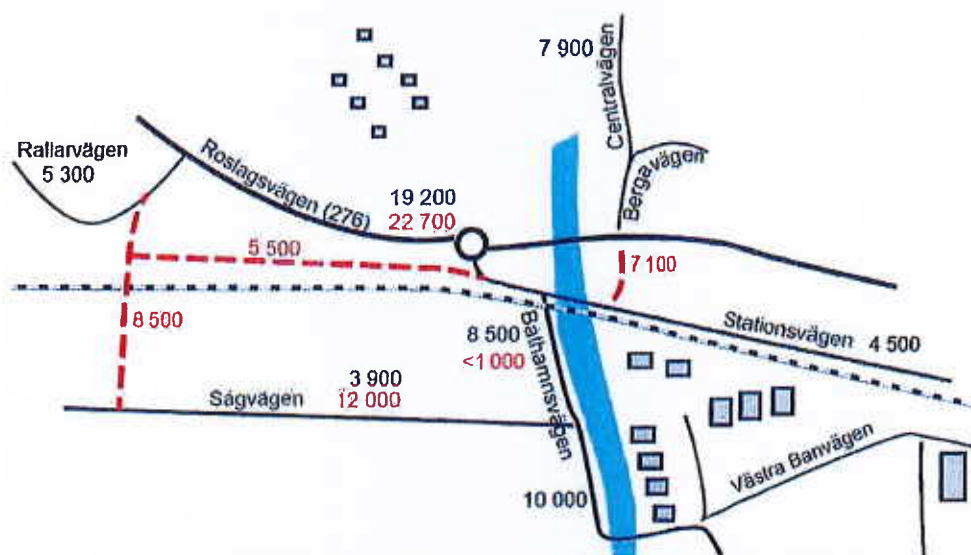 7 900
Centralvägen
Bergavägen
Rallarvägen
5 300
Roslagsvägen (276)
19 200
22 700
5 500
7 100
8 500
8 500
<1 000
Båthamnsvägen
Stationsvägen 4 500
3 900
Sågvägen 12 000
10 000
Västra Banvägen